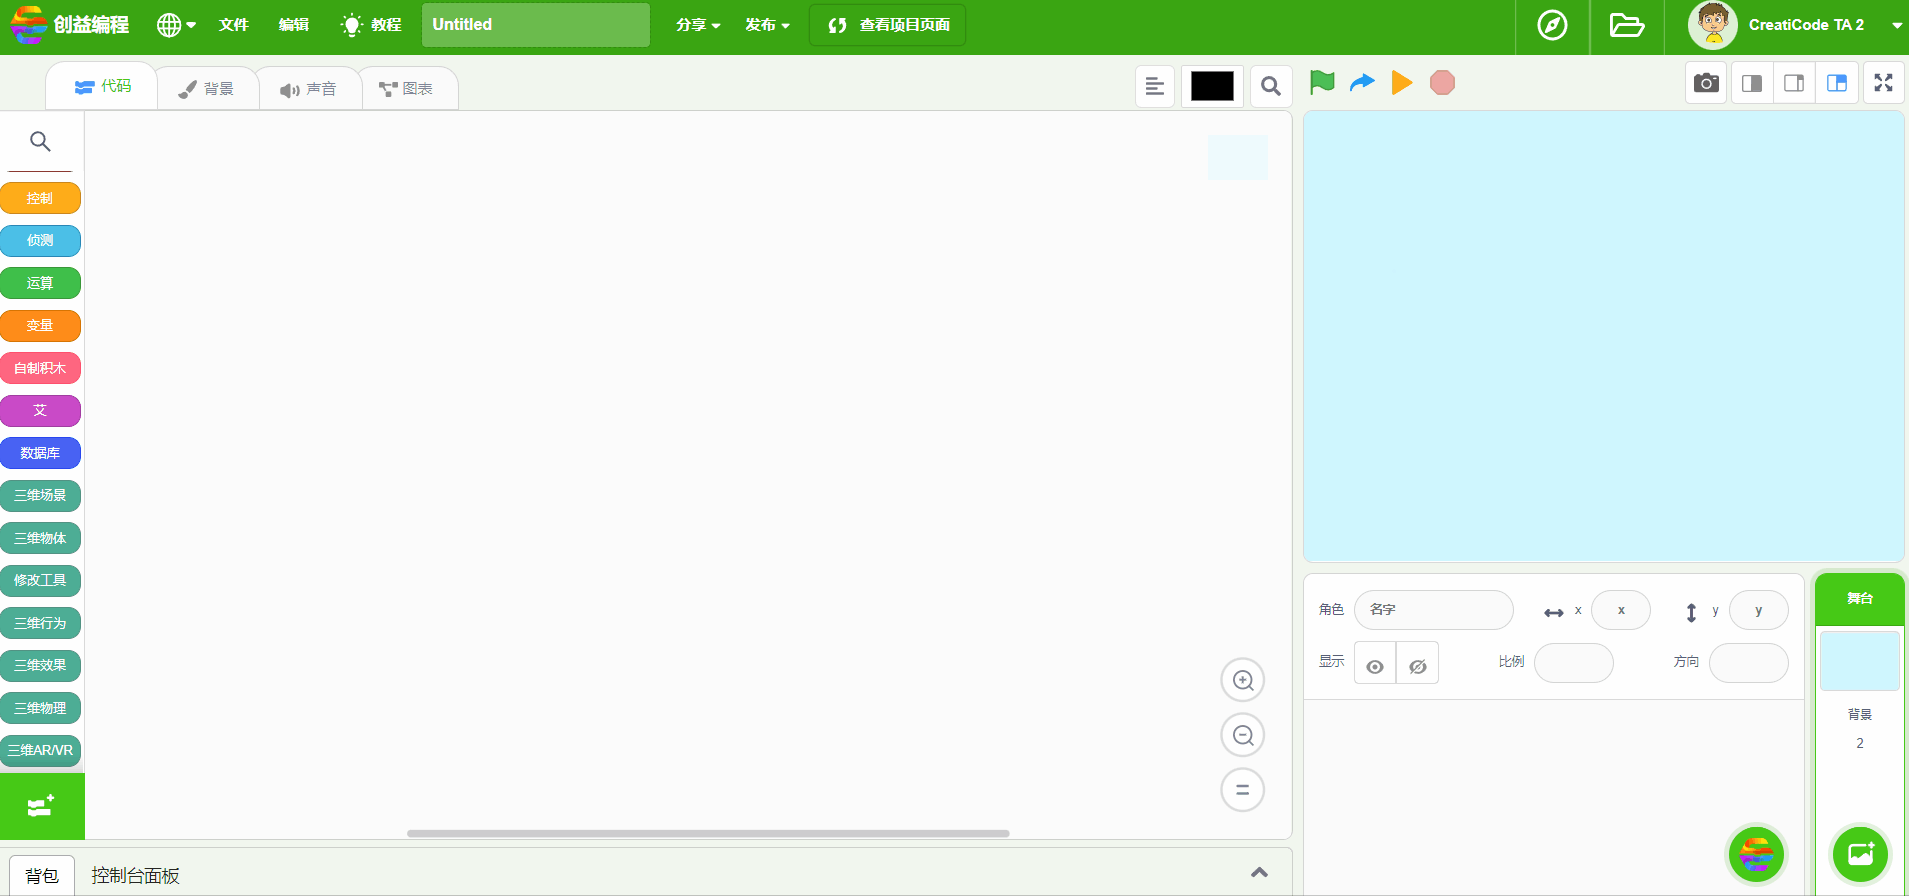 创益编程
文件
编辑
教程
Untitled
分享
发布
查看项目页面
CreatiCode TA 2
代码
背景
声音
图表
控制
侦测
运算
变量
自制积木
艾
数据库
三维场景
三维物体
修改工具
三维行为
三维效果
三维物理
三维AR/VR
角色
名字
x
x
y
y
显示
比例
方向
舞台
背景
2
背包
控制台面板